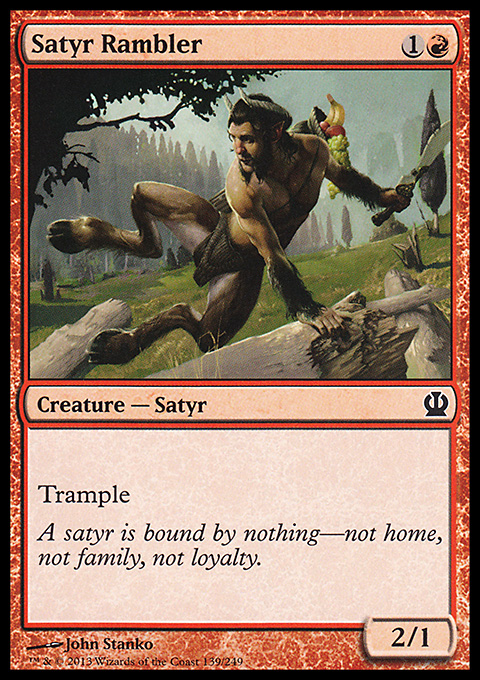 Satyr Rambler 1
Creature — Satyr
Trample
A satyr is bound by nothing—not home,
not family, not loyalty.
2/1
John Stanko
™ & © 2013 Wizards of the Coast 139/249